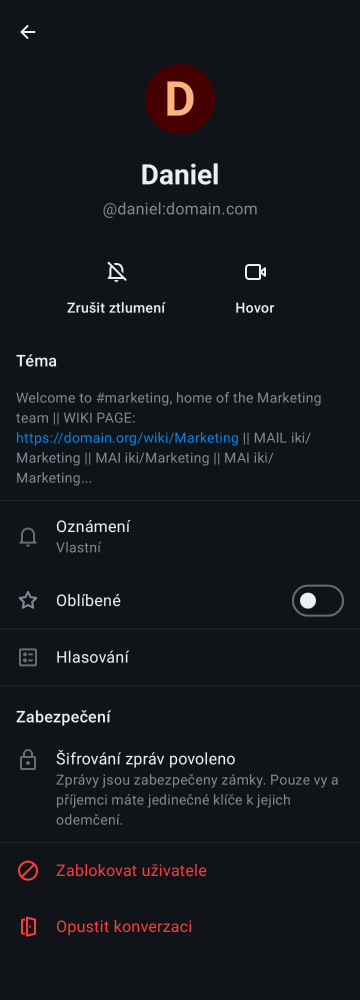 D
Daniel
@daniel:domain.com
Zrušit ztlumení
Hovor
Téma
Welcome to #marketing, home of the Marketing
team || WIKI PAGE:
https://domain.org/wiki/Marketing || MAIL iki/
Marketing || MAI iki/Marketing || MAI iki/
Marketing...
Oznámení
Vlastní
Oblíbené
Hlasování
Zabezpečení
Šifrování zpráv povoleno
Zprávy jsou zabezpečeny zámky. Pouze vy a
příjemci máte jedinečné klíče k jejich
odemčení.
Zablokovat uživatele
Opustit konverzaci